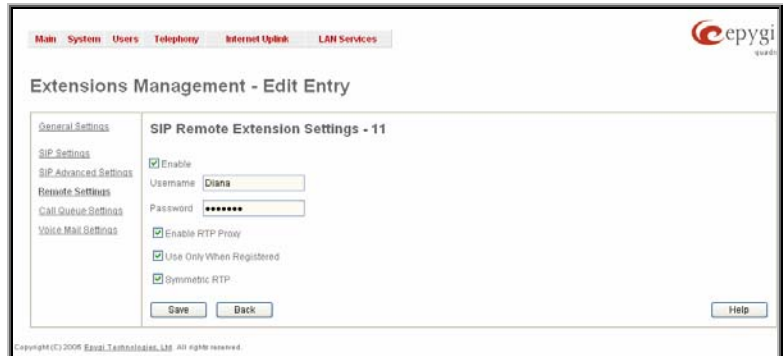 Main System Users Telephony Internet Uplink LAN Services
epygi
quadro
Extensions Management - Edit Entry
General Settings
SIP Settings
SIP Advanced Settings
Remote Settings
Call Queue Settings
Voice Mail Settings
SIP Remote Extension Settings - 11
Enable
Username Diana
Password •••••••
Enable RTP Proxy
Use Only When Registered
Symmetric RTP
Save Back Help
Copyright (C) 2006 Epygi Technologies, Ltd. All rights reserved.